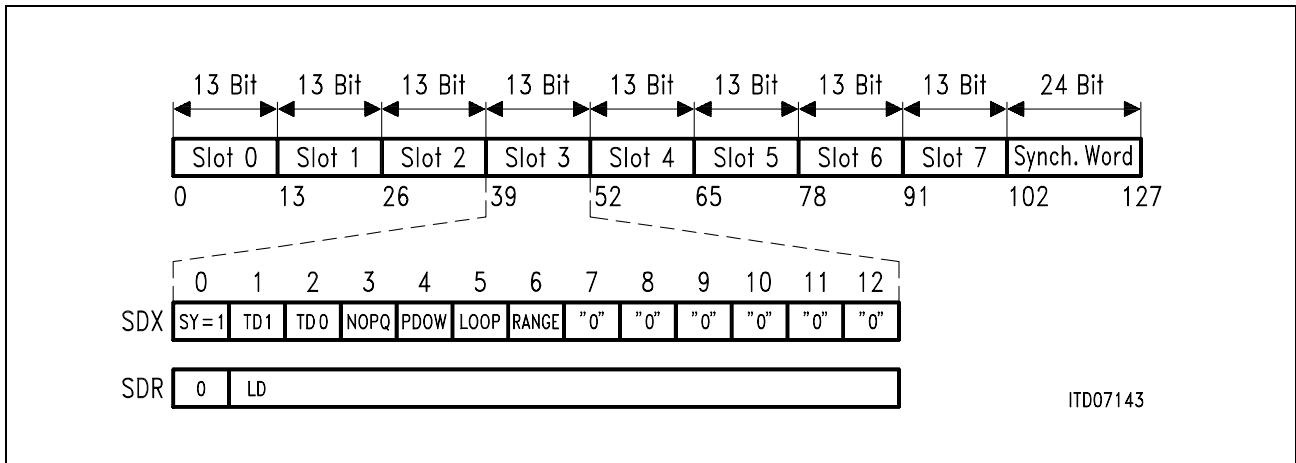 13 Bit 13 Bit 13 Bit 13 Bit 13 Bit 13 Bit 13 Bit 13 Bit 24 Bit
Slot 0 Slot 1 Slot 2 Slot 3 Slot 4 Slot 5 Slot 6 Slot 7 Synch. Word
0 13 26 39 52 65 78 91 102 127
0 1 2 3 4 5 6 7 8 9 10 11 12
SDX SY=1 TD1 TD0 NOPQ PDOW LOOP RANGE "0" "0" "0" "0" "0" "0"
SDR 0 LD
ITD07143